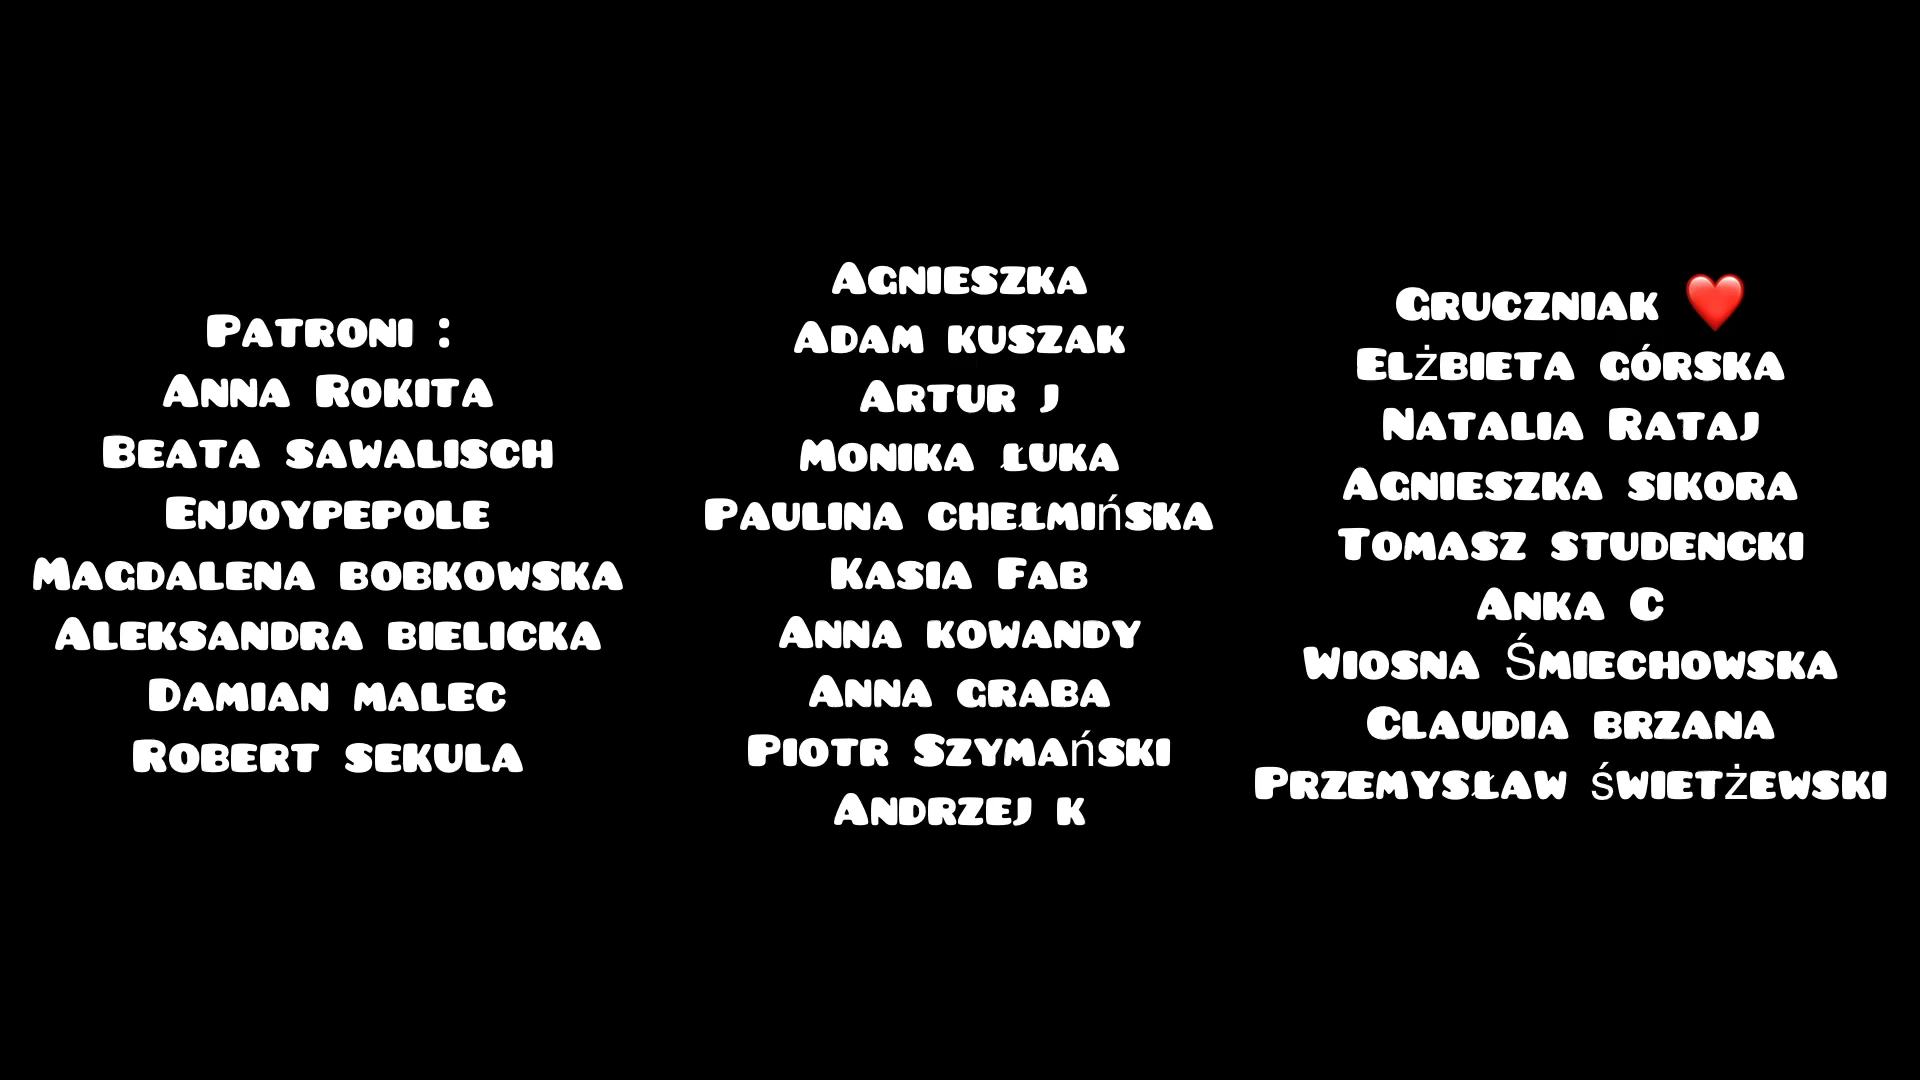 Patroni :
Anna Rokita
Beata sawalisch
Enjoypepole
Magdalena bobkowska
Aleksandra bielicka
Damian malec
Robert sekula
Agnieszka
Adam kuszak
Artur j
Monika łuka
Paulina chełmińska
Kasia Fab
Anna kowandy
Anna graba
Piotr Szymański
Andrzej k
Gruczniak ❤️
Elżbieta górska
Natalia Rataj
Agnieszka sikora
Tomasz studencki
Anka C
Wiosna Śmiechowska
Claudia brzana
Przemysław świetżewski